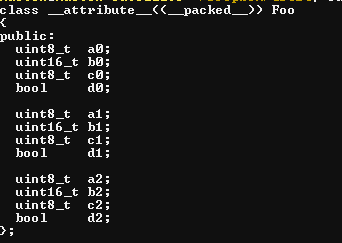 class __attribute__((__packed__)) Foo
{
public:
  uint8_t  a0;
  uint16_t b0;
  uint8_t  c0;
  bool     d0;

  uint8_t  a1;
  uint16_t b1;
  uint8_t  c1;
  bool     d1;

  uint8_t  a2;
  uint16_t b2;
  uint8_t  c2;
  bool     d2;
};